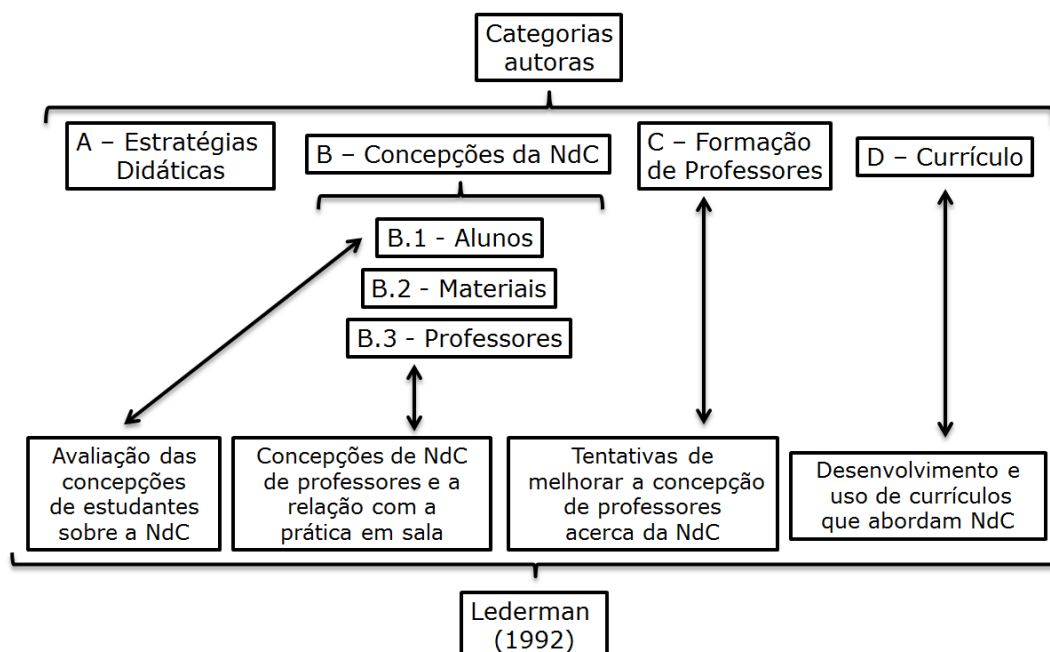 Categorias
autoras
A – Estratégias
Didáticas
B – Concepções da NdC
C – Formação
de Professores
D – Currículo
B.1 - Alunos
B.2 - Materiais
B.3 - Professores
Avaliação das
concepções
de estudantes
sobre a NdC
Concepções de NdC
de professores e a
relação com a
prática em sala
Tentativas de
melhorar a concepção
de professores
acerca da NdC
Desenvolvimento e
uso de currículos
que abordam NdC
Lederman
(1992)